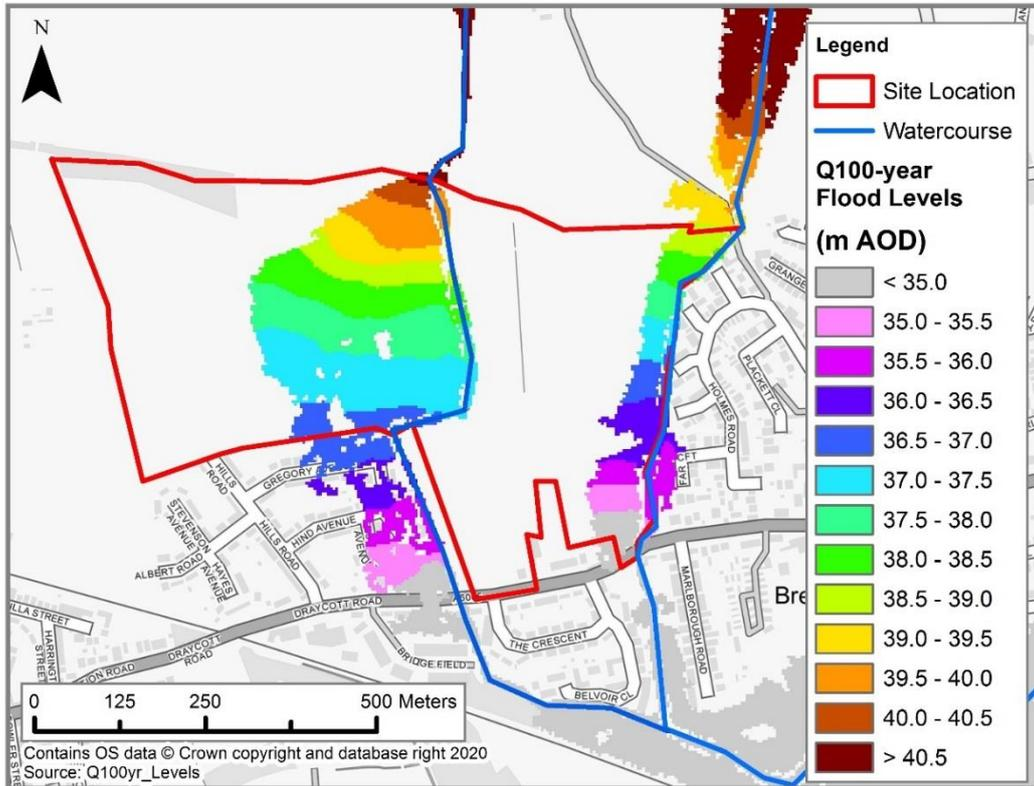 N
Legend
Site Location
Watercourse
Q100-year
Flood Levels
(m AOD)
< 35.0
35.0 - 35.5
35.5 - 36.0
36.0 - 36.5
36.5 - 37.0
37.0 - 37.5
37.5 - 38.0
38.0 - 38.5
38.5 - 39.0
39.0 - 39.5
39.5 - 40.0
40.0 - 40.5
> 40.5
PLACKETT CL
HOLMES ROAD
FAR CFT
HILLS
ROAD
GREGORY
STEVENSON
AVENUE
HAYES
AVENUE
ALBERT ROAD
HILLS ROAD
HIND AVENUE
DRAYCOTT ROAD
DRAYCOTT
ROAD
THE CRESCENT
BRIDGE FIELD
BELVOIR CL
MARLBOROUGH ROAD
Bre
0 125 250 500 Meters
Contains OS data © Crown copyright and database right 2020
Source: Q100yr_Levels